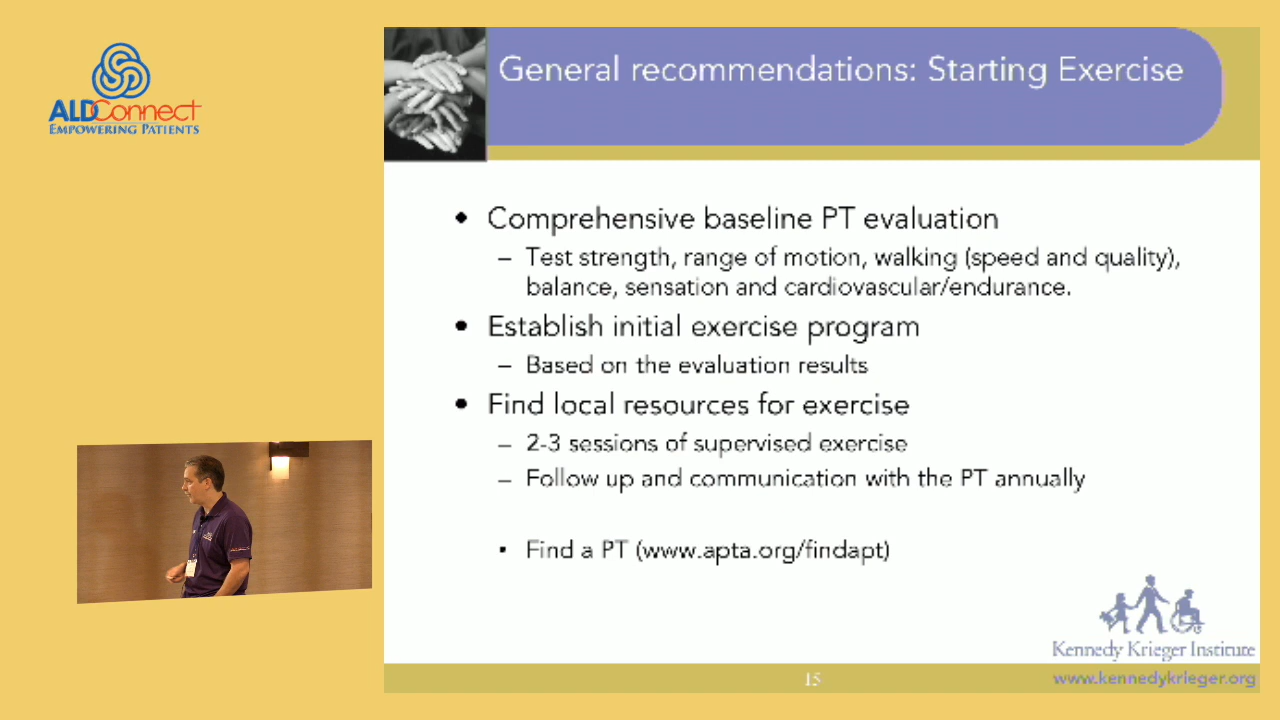 ALDConnect
EMPOWERING PATIENTS
General recommendations: Starting Exercise
• Comprehensive baseline PT evaluation
– Test strength, range of motion, walking (speed and quality),
balance, sensation and cardiovascular/endurance.
• Establish initial exercise program
– Based on the evaluation results
• Find local resources for exercise
– 2-3 sessions of supervised exercise
– Follow up and communication with the PT annually
• Find a PT (www.apta.org/findapt)
Kennedy Krieger Institute
15
www.kennedykrieger.org